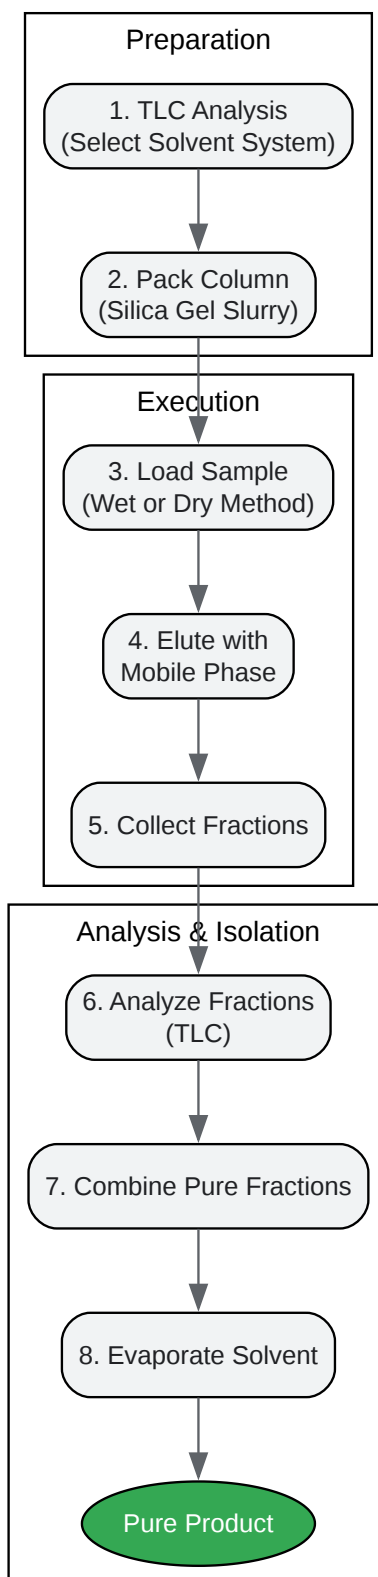 Preparation
1. TLC Analysis
(Select Solvent System)
2. Pack Column
(Silica Gel Slurry)
Execution
3. Load Sample
(Wet or Dry Method)
4. Elute with
Mobile Phase
5. Collect Fractions
Analysis & Isolation
6. Analyze Fractions
(TLC)
7. Combine Pure Fractions
8. Evaporate Solvent
Pure Product